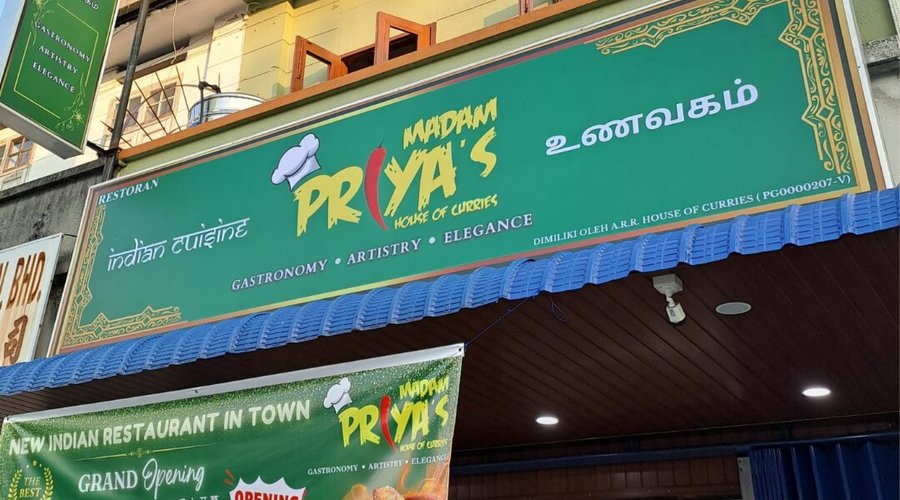 GASTRONOMY
ARTISTRY
ELEGANCE
RESTORAN
indian cuisine
MADAM
PRIYA'S
HOUSE OF CURRIES
GASTRONOMY • ARTISTRY • ELEGANCE
உணவகம்
DIMILIKI OLEH A.R.R. HOUSE OF CURRIES ( PG0000207-V)
BHD.
NEW INDIAN RESTAURANT IN TOWN
GRAND Opening
THE
BEST
OPENING
MADAM
PRIYA'S
HOUSE OF CURRIES
GASTRONOMY • ARTISTRY • ELEGANCE